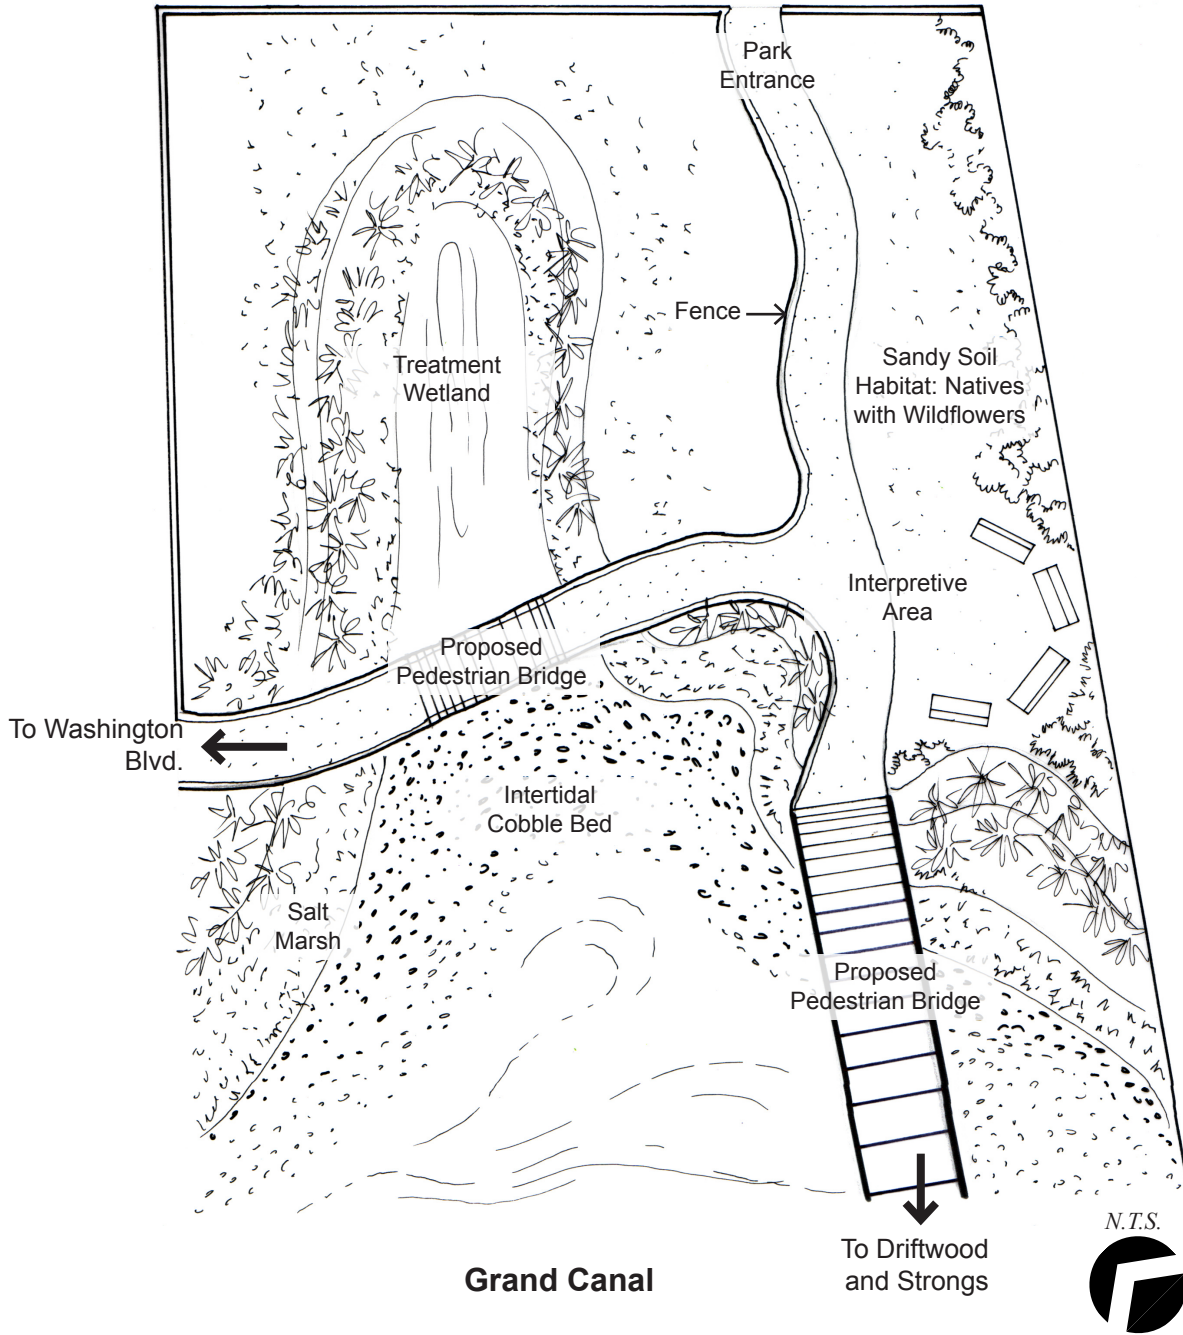 Park
Entrance
Fence
Sandy Soil
Habitat: Natives
with Wildflowers
Treatment
Wetland
Interpretive
Area
Proposed
Pedestrian Bridge
To Washington
Blvd.
Intertidal
Cobble Bed
Salt
Marsh
Proposed
Pedestrian Bridge
N.T.S.
To Driftwood
and Strongs
Grand Canal